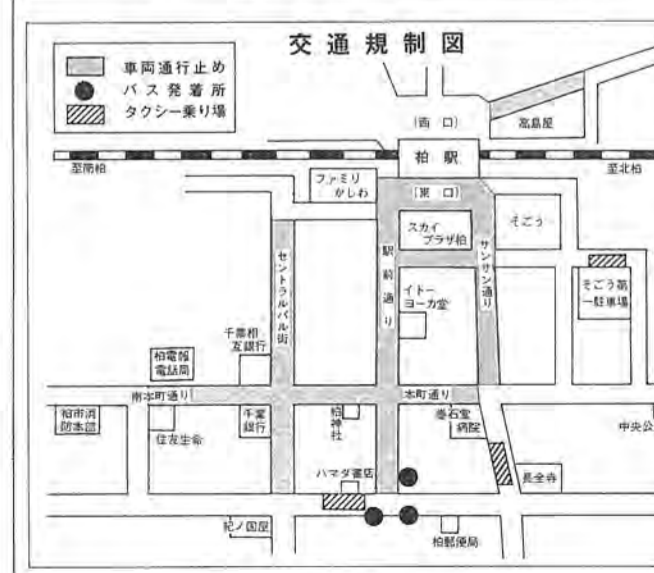 交通規制図
車両通行止め
バス発着所
タクシー乗り場
(西口)
高島屋
柏駅
至南柏
至北柏
ファミリ
かしわ
(東口)
スカイ
プラザ柏
そごう
セントラルパル街
駅前通り
サンサン通り
イトー
ヨーカ堂
そごう第
一駐車場
千葉相
互銀行
柏電報
電話局
南本町通り
本町通り
柏市消
防本部
住友生命
千葉
銀行
柏神社
巻石堂
病院
中央公
ハマダ書店
長全寺
紀ノ国屋
柏郵便局